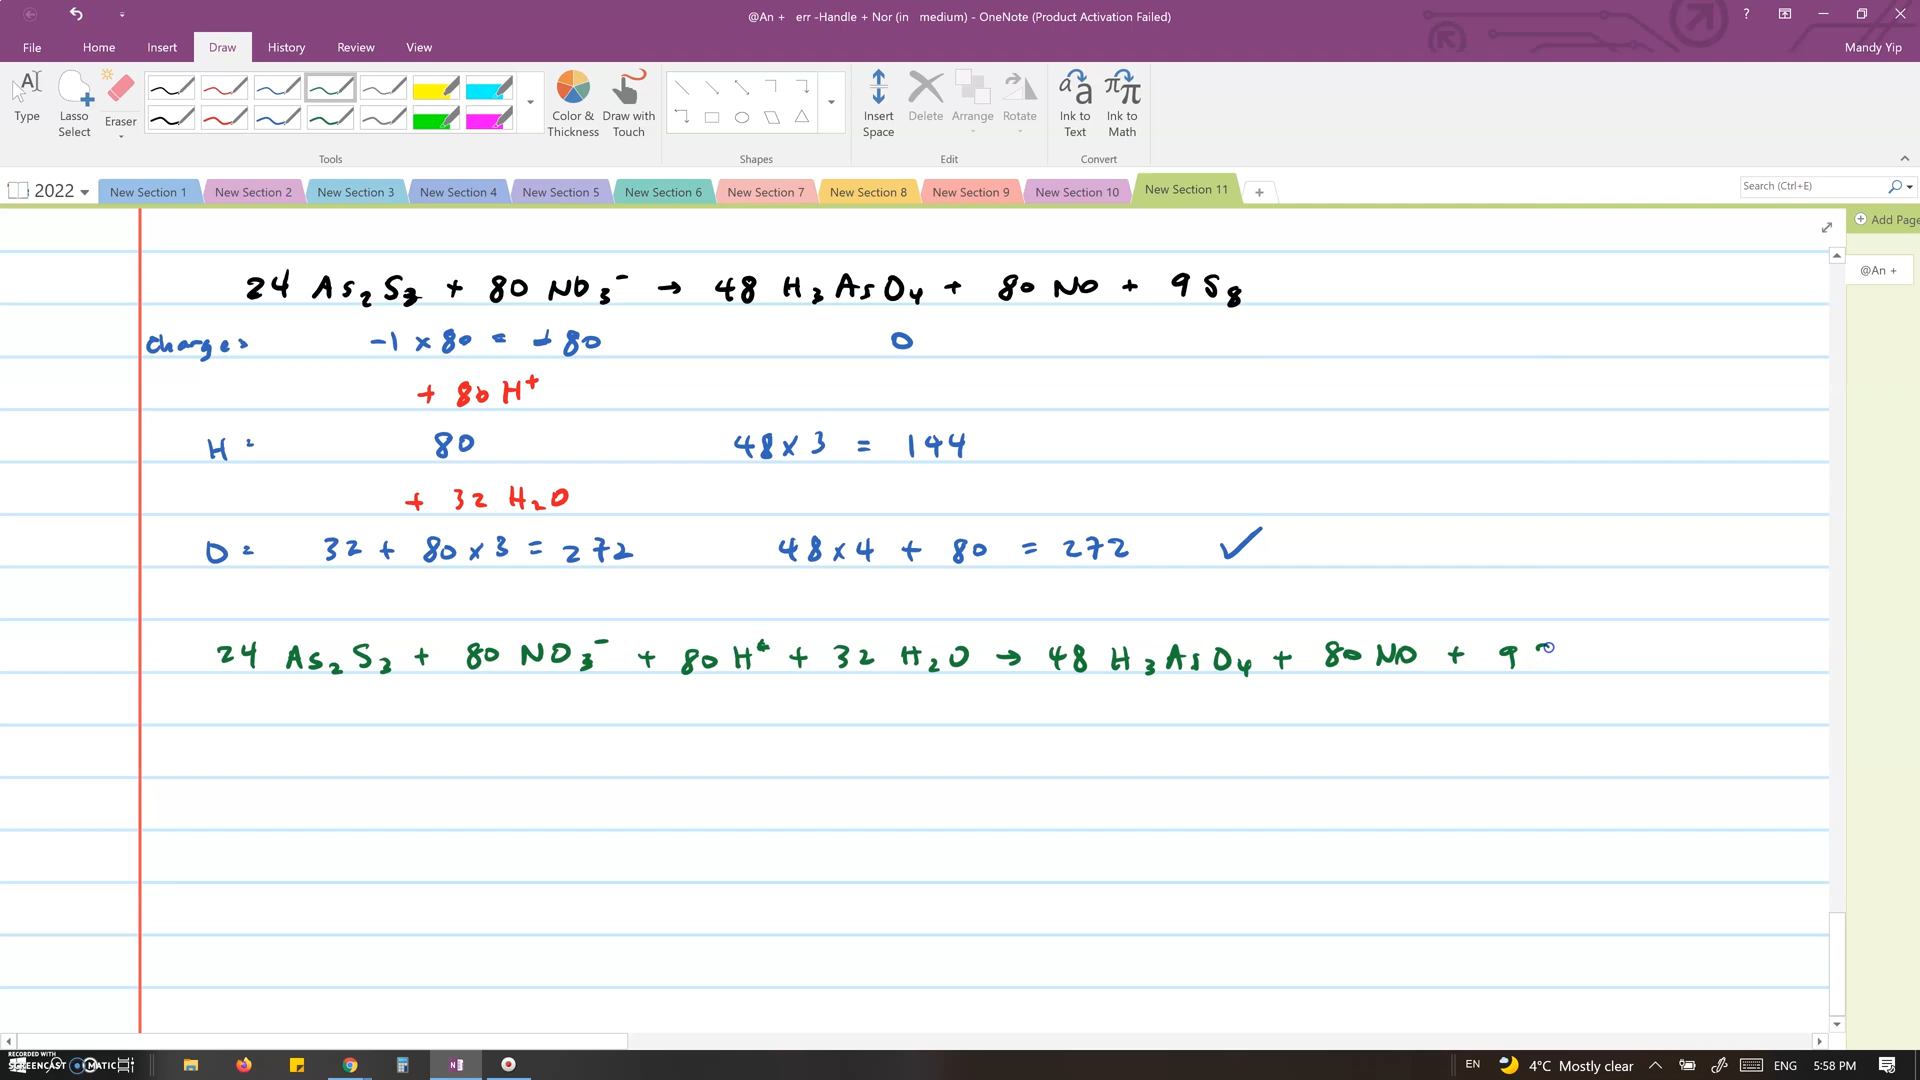 @An + err -Handle + Nor (in medium) - OneNote (Product Activation Failed)
?
File Home Insert Draw History Review View
Mandy Yip
Type Lasso Select Eraser
Color & Thickness Draw with Touch
Insert Space Delete Arrange Rotate
Ink to Text Ink to Math
Tools Shapes Edit Convert
2022 New Section 1 New Section 2 New Section 3 New Section 4 New Section 5 New Section 6 New Section 7 New Section 8 New Section 9 New Section 10 New Section 11
Search (Ctrl+E)
Add Page
@An +
24 As₂S₃ + 80 NO₃⁻ → 48 H₃AsO₄ + 80 NO + 9 S₈
Charge = -1 × 80 = -80 0
+ 80 H⁺
H = 80 48 × 3 = 144
+ 32 H₂O
O = 32 + 80 × 3 = 272 48 × 4 + 80 = 272 ✓
24 As₂S₃ + 80 NO₃⁻ + 80 H⁺ + 32 H₂O → 48 H₃AsO₄ + 80 NO + 9
RECORDED WITH
SCREENCAST MATIC
EN 4°C Mostly clear ENG 5:58 PM